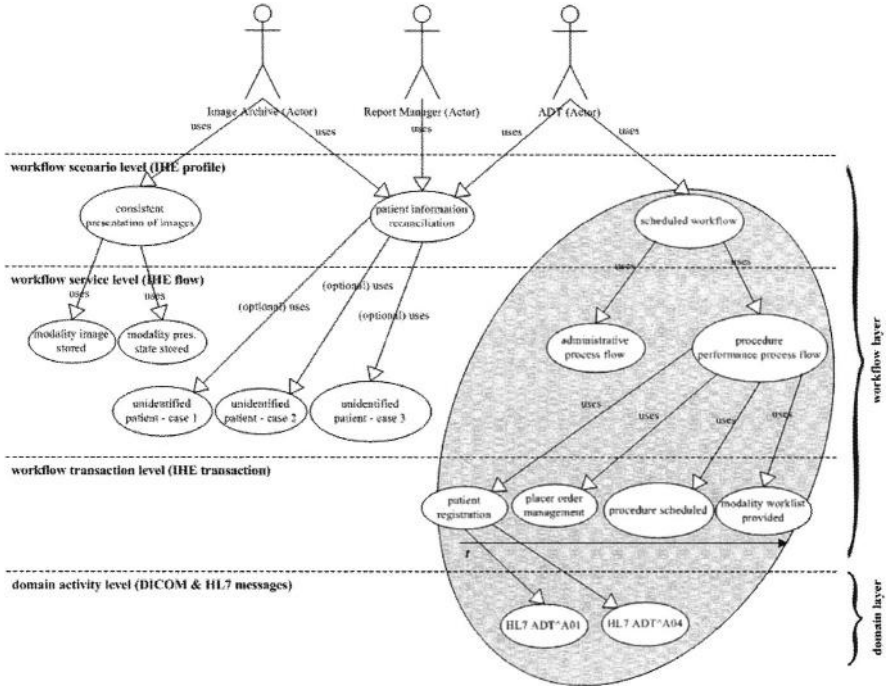 Image Archive (Actor)
Report Manager (Actor)
ADT (Actor)
uses
uses
uses
uses
uses
workflow scenario level (IHE profile)
consistent
presentation of images
patient information
reconciliation
scheduled workflow
uses
uses
workflow service level (IHE flow)
uses
uses
(optional) uses
(optional) uses
(optional) uses
modality image
stored
modality pres.
state stored
administrative
process flow
procedure
performance process flow
unidentified
patient - case 1
unidentified
patient - case 2
unidentified
patient - case 3
uses
uses
uses
uses
workflow transaction level (IHE transaction)
patient
registration
placer order
management
procedure scheduled
modality worklist
provided
t
domain activity level (DICOM & HL7 messages)
HL7 ADT^A01
HL7 ADT^A04
workflow layer
domain layer